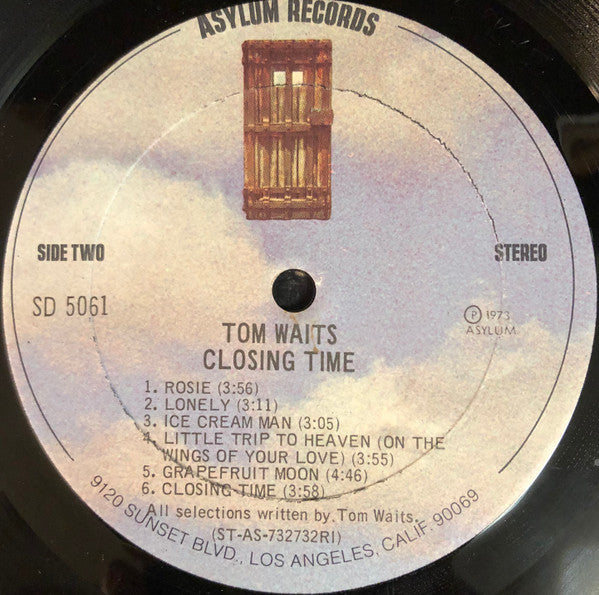 ASYLUM RECORDS
SIDE TWO
STEREO
SD 5061
℗ 1973
ASYLUM
TOM WAITS
CLOSING TIME
1. ROSIE (3:56)
2. LONELY (3:11)
3. ICE CREAM MAN (3:05)
4. LITTLE TRIP TO HEAVEN (ON THE
WINGS OF YOUR LOVE) (3:55)
5. GRAPEFRUIT MOON (4:46)
6. CLOSING TIME (3:58)
All selections written by Tom Waits.
(ST-AS-732732RI)
9120 SUNSET BLVD., LOS ANGELES, CALIF. 90069